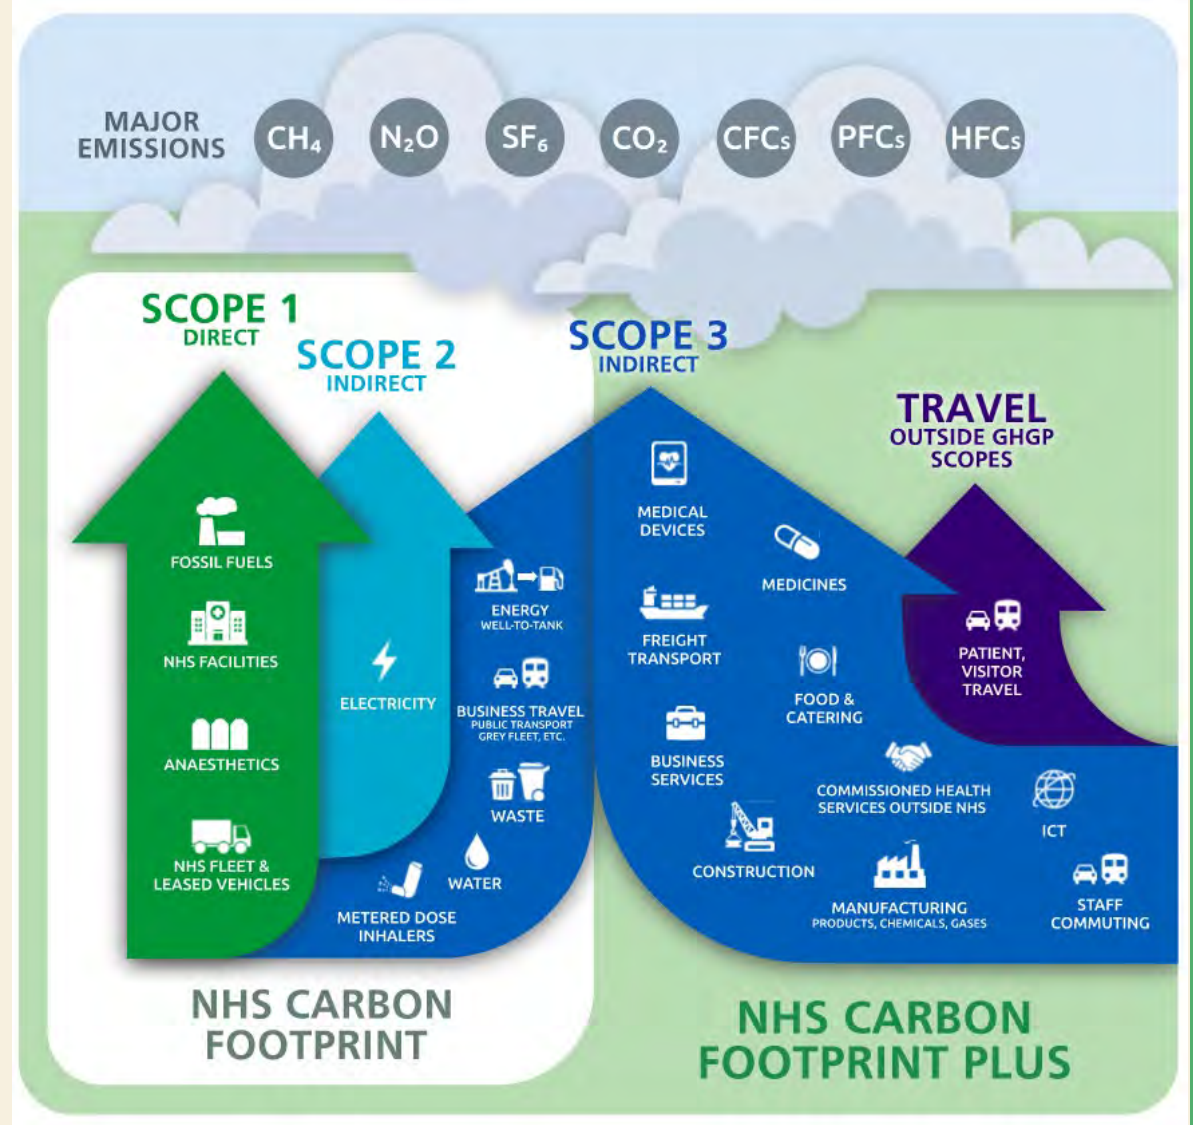 MAJOR
EMISSIONS
CH₄
N₂O
SF₆
CO₂
CFCs
PFCs
HFCs
SCOPE 1
DIRECT
FOSSIL FUELS
NHS FACILITIES
ANAESTHETICS
NHS FLEET &
LEASED VEHICLES
SCOPE 2
INDIRECT
ELECTRICITY
SCOPE 3
INDIRECT
ENERGY
WELL-TO-TANK
BUSINESS TRAVEL
PUBLIC TRANSPORT
GREY FLEET, ETC.
WASTE
WATER
METERED DOSE
INHALERS
MEDICAL
DEVICES
MEDICINES
FREIGHT
TRANSPORT
FOOD &
CATERING
BUSINESS
SERVICES
COMMISSIONED HEALTH
SERVICES OUTSIDE NHS
ICT
CONSTRUCTION
MANUFACTURING
PRODUCTS, CHEMICALS, GASES
STAFF
COMMUTING
TRAVEL
OUTSIDE GHGP
SCOPES
PATIENT,
VISITOR
TRAVEL
NHS CARBON
FOOTPRINT
NHS CARBON
FOOTPRINT PLUS